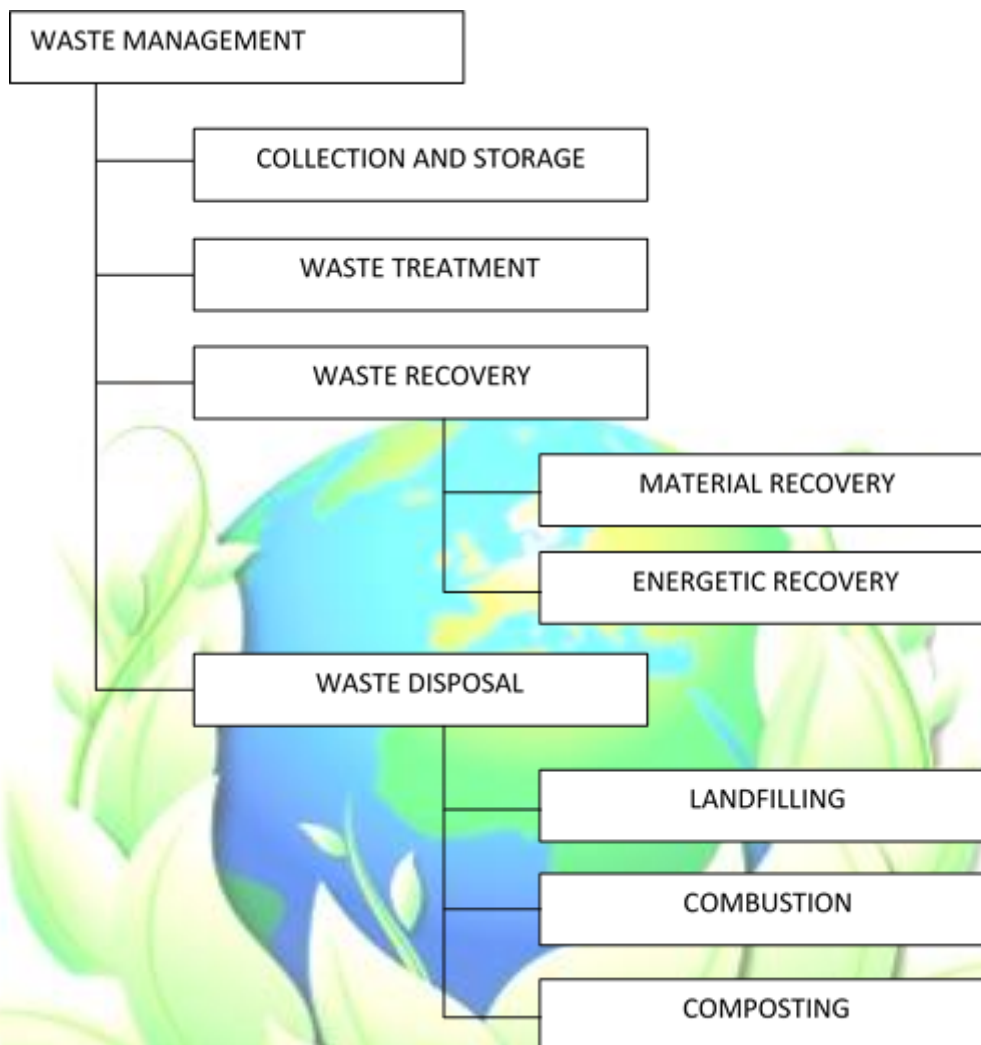 WASTE MANAGEMENT
COLLECTION AND STORAGE
WASTE TREATMENT
WASTE RECOVERY
MATERIAL RECOVERY
ENERGETIC RECOVERY
WASTE DISPOSAL
LANDFILLING
COMBUSTION
COMPOSTING